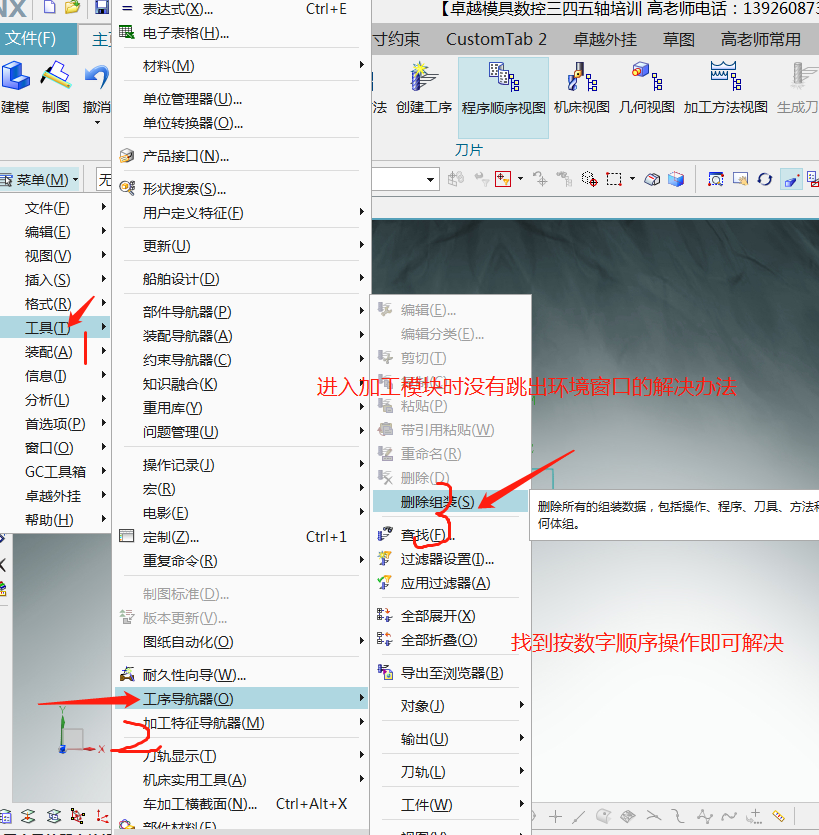 NX
【卓越模具数控三四五轴培训 高老师电话：139260873
文件(F)
主页
寸约束
CustomTab 2
卓越外挂
草图
高老师常用
建模
制图
撤消
法
创建工序
程序顺序视图
机床视图
几何视图
加工方法视图
生成刀
刀片
菜单(M)
无
文件(F)
编辑(E)
视图(V)
插入(S)
格式(R)
工具(T)
装配(A)
信息(I)
分析(L)
首选项(P)
窗口(O)
GC工具箱
卓越外挂
帮助(H)
表达式(X)... Ctrl+E
电子表格(H)...
材料(M)
单位管理器(U)...
单位转换器(O)...
产品接口(N)...
形状搜索(S)...
用户定义特征(F)
更新(U)
船舶设计(D)
部件导航器(P)
装配导航器(A)
约束导航器(C)
知识融合(K)
重用库(Y)
问题管理(U)
操作记录(J)
宏(R)
电影(E)
定制(Z)... Ctrl+1
重复命令(R)
制图标准(D)...
版本更新(V)...
图纸自动化(O)
耐久性向导(W)...
工序导航器(O)
加工特征导航器(M)
刀轨显示(T)
机床实用工具(A)
车加工横截面(N)... Ctrl+Alt+X
部件材料(E)
编辑(E)...
编辑分类(E)...
剪切(T)
粘贴(P)
带引用粘贴(W)
重命名(R)
删除(D)
删除组装(S)
查找(F)...
过滤器设置(I)...
应用过滤器(A)
全部展开(X)
全部折叠(O)
导出至浏览器(B)
对象(J)
输出(U)
刀轨(L)
工件(W)
进入加工模块时没有跳出环境窗口的解决办法
删除所有的组装数据，包括操作、程序、刀具、方法和
何体组。
找到按数字顺序操作即可解决
1
2
3
Y
X